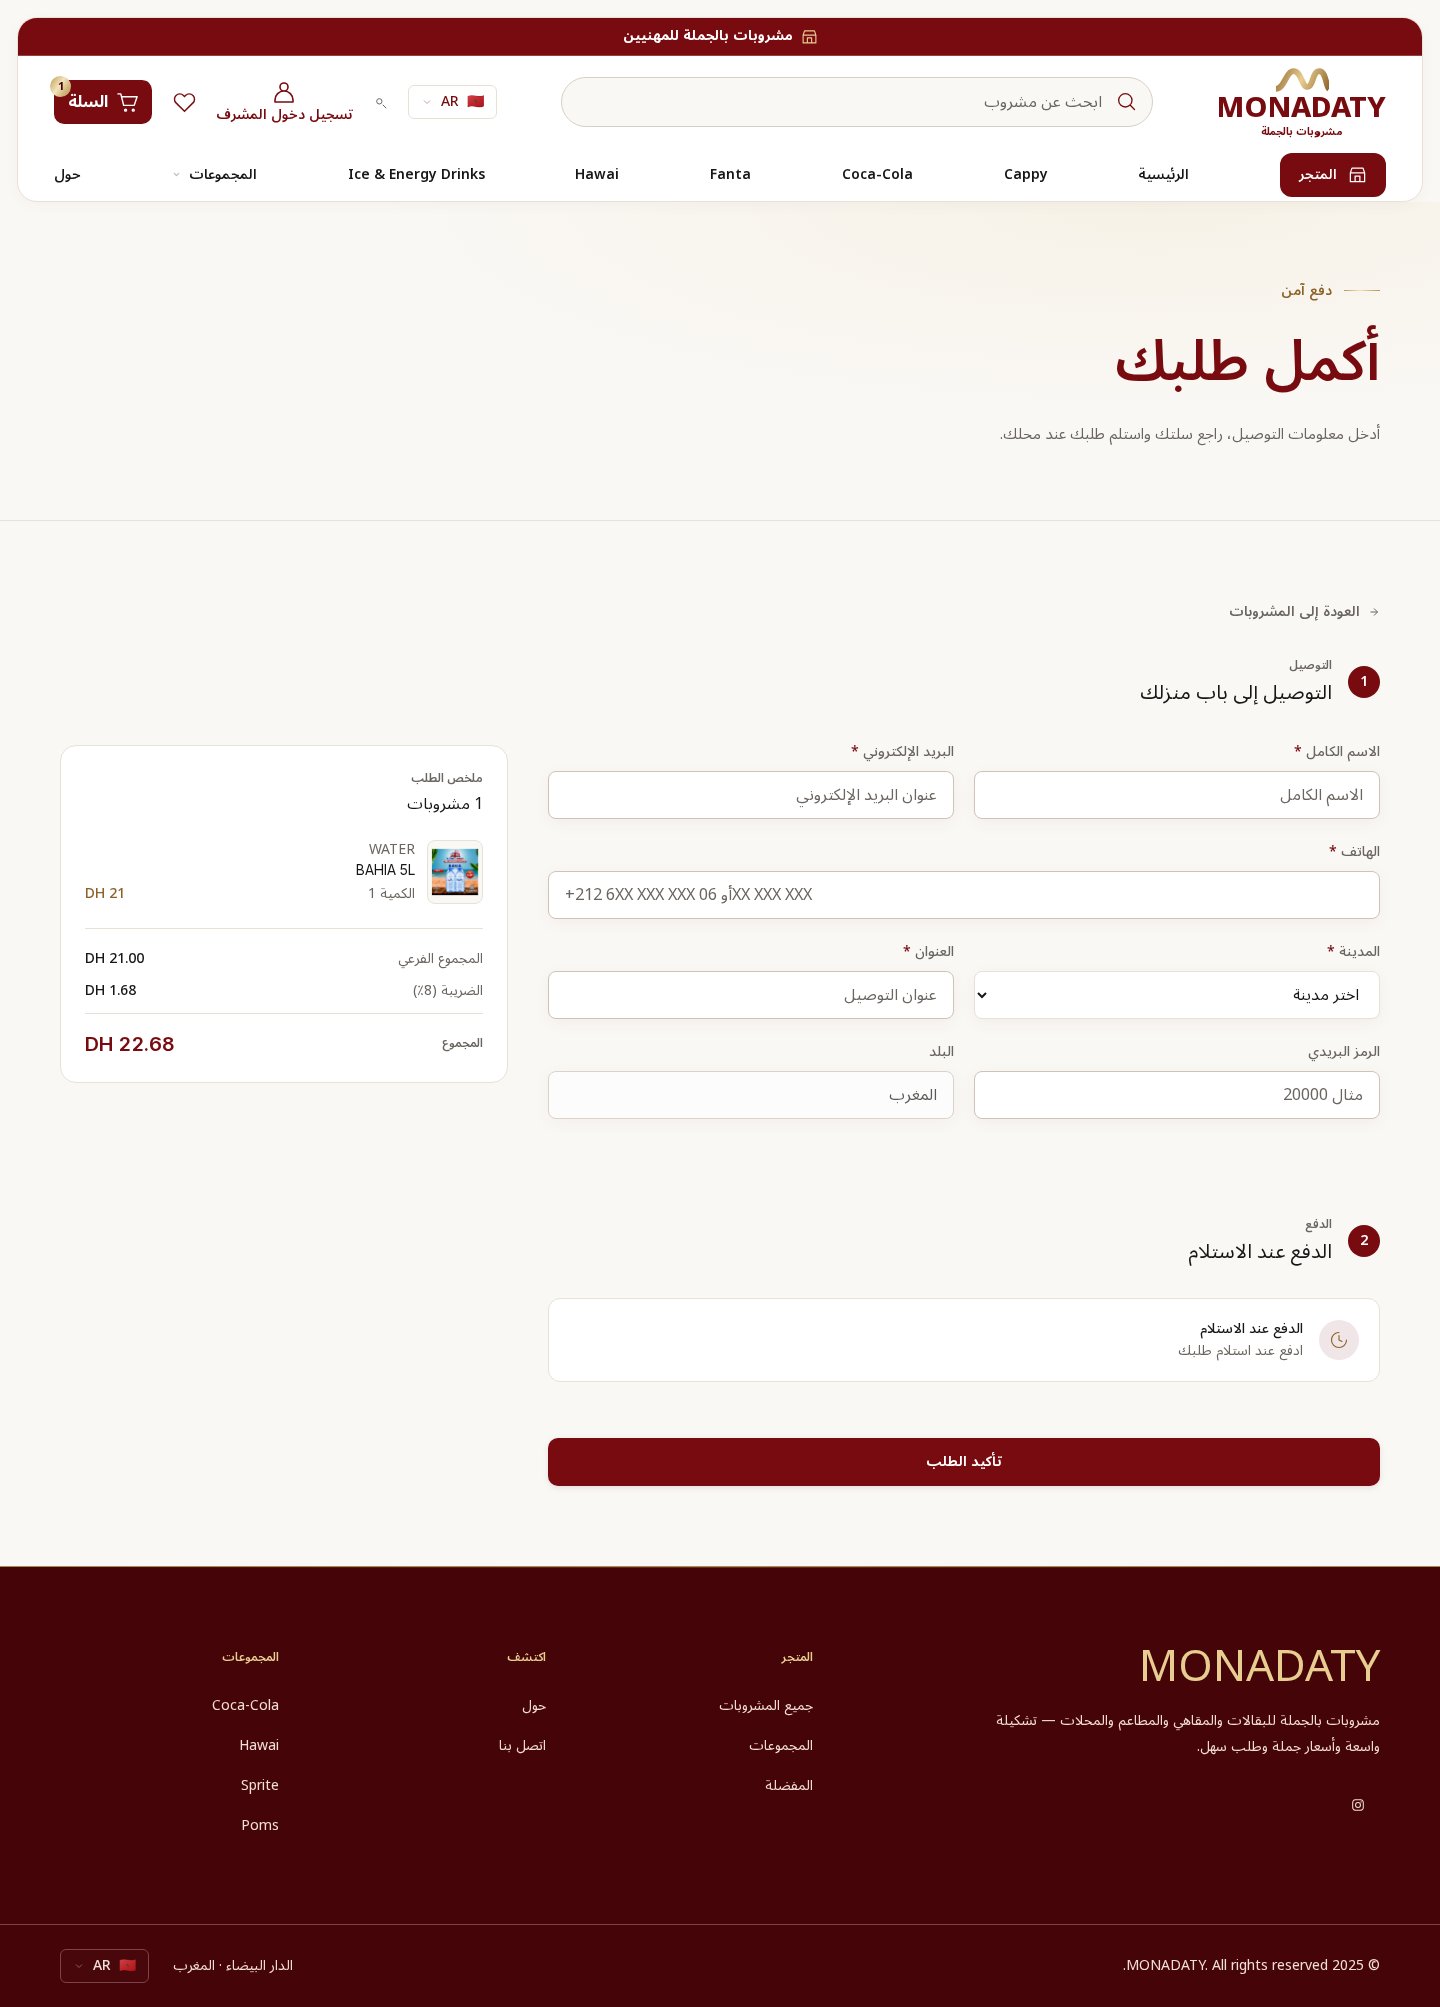 مشروبات بالجملة للمهنيين
MONADATY
مشروبات بالجملة
ابحث عن مشروب
AR
تسجيل دخول المشرف
السلة
1
المتجر
الرئيسية
Cappy
Coca-Cola
Fanta
Hawai
Ice & Energy Drinks
المجموعات
حول
دفع آمن
أكمل طلبك
أدخل معلومات التوصيل، راجع سلتك واستلم طلبك عند محلك.
العودة إلى المشروبات
1
التوصيل
التوصيل إلى باب منزلك
الاسم الكامل *
الاسم الكامل
البريد الإلكتروني *
عنوان البريد الإلكتروني
الهاتف *
+212 6XX XXX XXX أو 06XX XXX XXX
المدينة *
اختر مدينة
العنوان *
عنوان التوصيل
الرمز البريدي
مثال 20000
البلد
المغرب
ملخص الطلب
1 مشروبات
WATER
BAHIA 5L
الكمية 1
DH 21
المجموع الفرعي
DH 21.00
الضريبة (8٪)
DH 1.68
المجموع
DH 22.68
2
الدفع
الدفع عند الاستلام
الدفع عند الاستلام
ادفع عند استلام طلبك
تأكيد الطلب
MONADATY
مشروبات بالجملة للبقالات والمقاهي والمطاعم والمحلات — تشكيلة
واسعة وأسعار جملة وطلب سهل.
المتجر
جميع المشروبات
المجموعات
المفضلة
اكتشف
حول
اتصل بنا
المجموعات
Coca-Cola
Hawai
Sprite
Poms
© 2025 MONADATY. All rights reserved.
الدار البيضاء · المغرب
AR